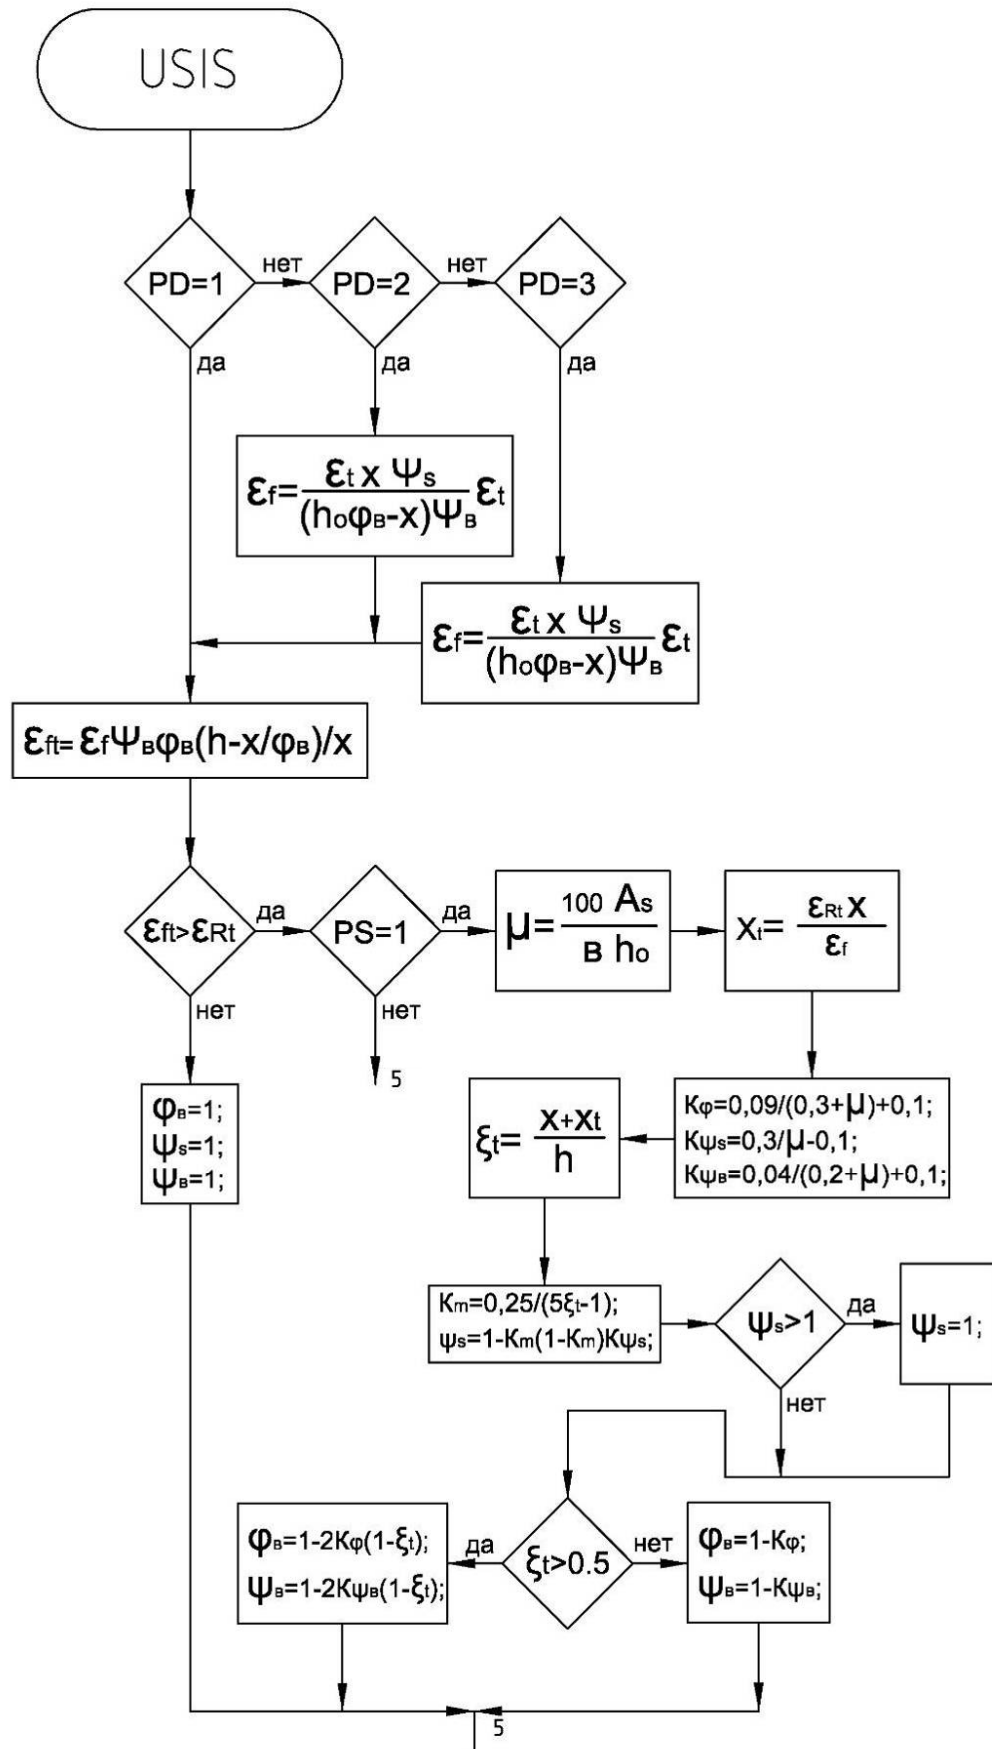 USIS
PD=1
нет
PD=2
нет
PD=3
да
да
да
εf=εt x Ψs/(hoφв-x)Ψв εt
εf=εt x Ψs/(hoφв-x)Ψв εt
εft= εfΨвφв(h-x/φв)/x
εft>εRt
да
PS=1
да
μ=100 As/в ho
Xt= εRt x/εf
нет
нет
5
φв=1;
Ψs=1;
Ψв=1;
ξt= x+xt/h
Kφ=0,09/(0,3+μ)+0,1;
Kψs=0,3/μ-0,1;
Kψв=0,04/(0,2+μ)+0,1;
Km=0,25/(5ξt-1);
ψs=1-Km(1-Km)Kψs;
Ψs>1
да
Ψs=1;
нет
φв=1-2Kφ(1-ξt);
Ψв=1-2Kψв(1-ξt);
да
ξt>0.5
нет
φв=1-Kφ;
Ψв=1-Kψв;
5